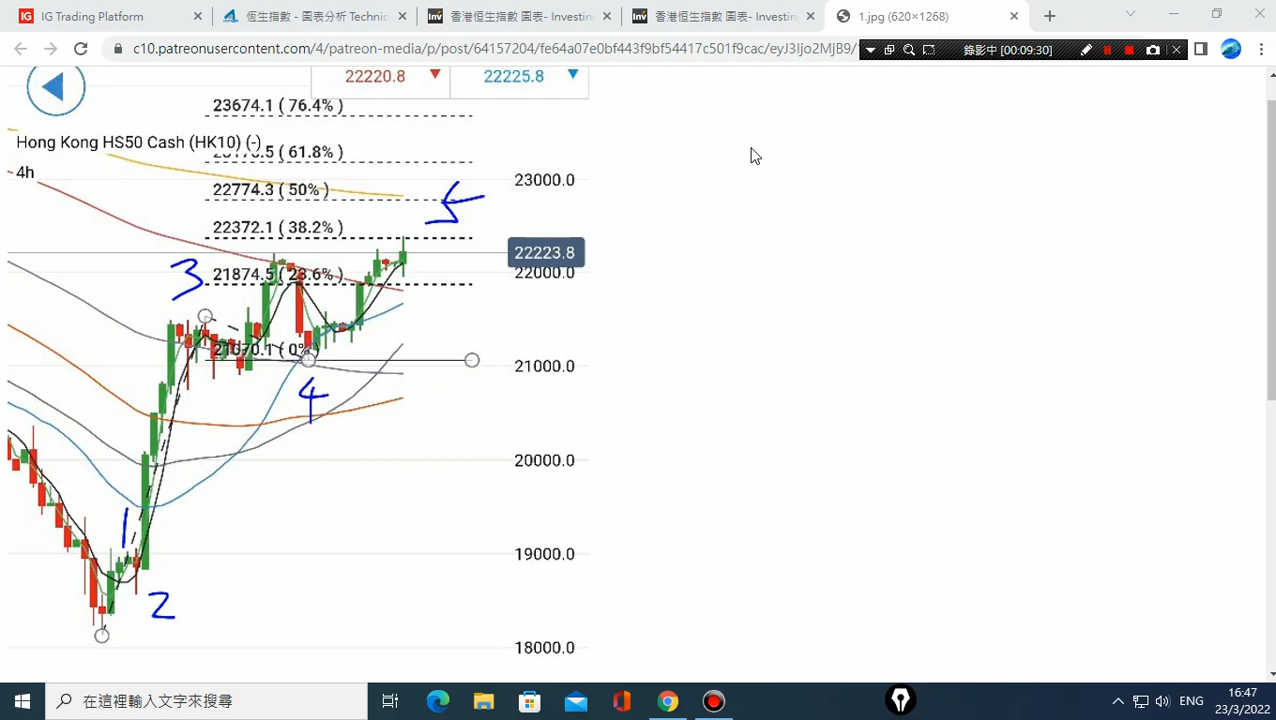 IG Trading Platform
恆生指數 - 圖表分析 Technic
香港恒生指數 圖表- Investin
香港恒生指數 圖表- Investin
1.jpg (620×1268)
c10.patreonusercontent.com/4/patreon-media/p/post/64157204/fe64a07e0bf443f9bf54417c501f9cac/eyJ3IjoxMjB9/
錄影中 [00:09:30]
22220.8
22225.8
23674.1 ( 76.4% )
Hong Kong HS50 Cash (HK10) (-)
.5 ( 61.8% )
4h
23000.0
22774.3 ( 50% )
5
22372.1 ( 38.2% )
22223.8
22000.0
3
21874.5 ( 23.6% )
21070.1 ( 0% )
21000.0
4
20000.0
1
19000.0
2
18000.0
在這裡輸入文字來搜尋
ENG
16:47
23/3/2022